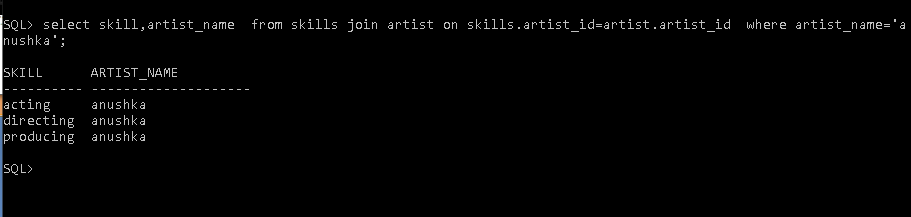 SQL> select skill,artist_name  from skills join artist on skills.artist_id=artist.artist_id  where artist_name='a
nushka';
SKILL      ARTIST_NAME
---------- --------------------
acting     anushka
directing  anushka
producing  anushka
SQL>